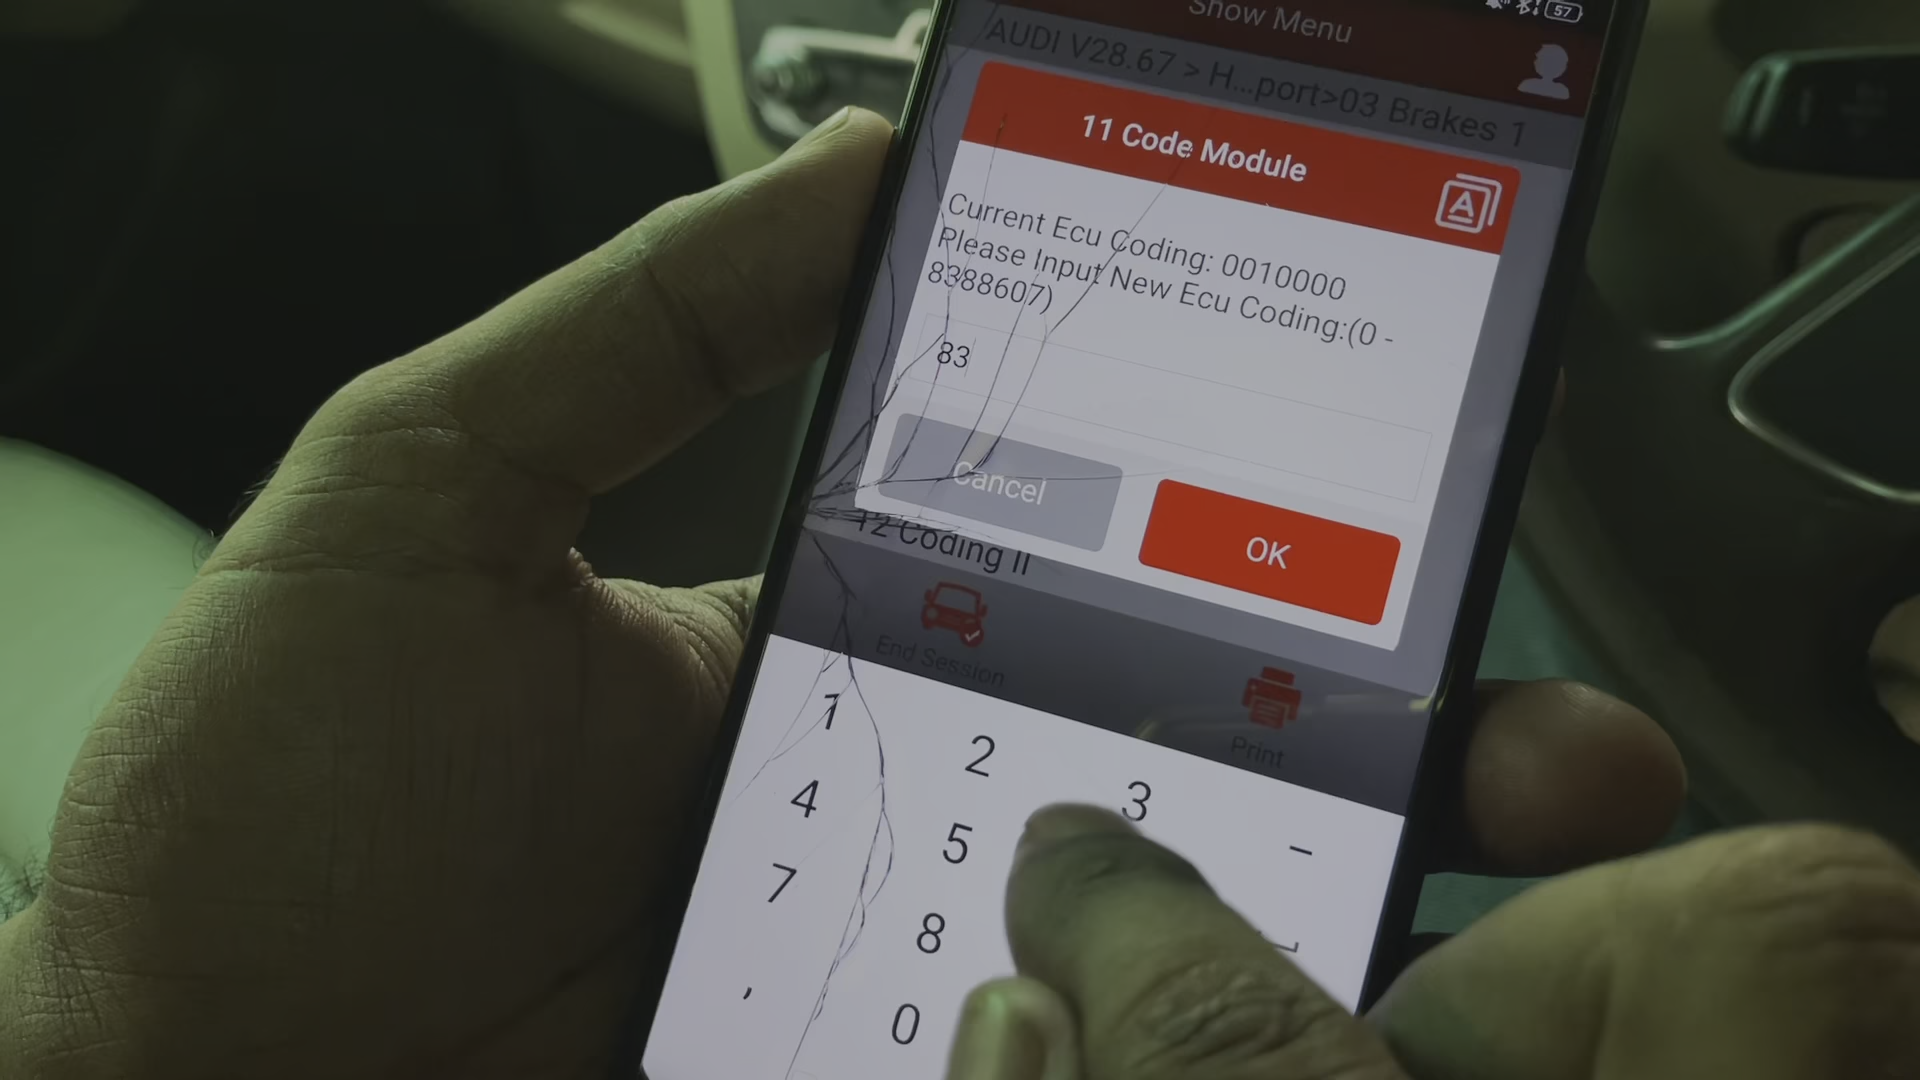 57
Show Menu
AUDI V28.67 > H...port>03 Brakes 1
11 Code Module
A
Current Ecu Coding: 0010000
Please Input New Ecu Coding:(0 -
8388607)
83
Cancel
OK
12 Coding II
End Session
Print
1
2
3
-
4
5
7
8
,
0